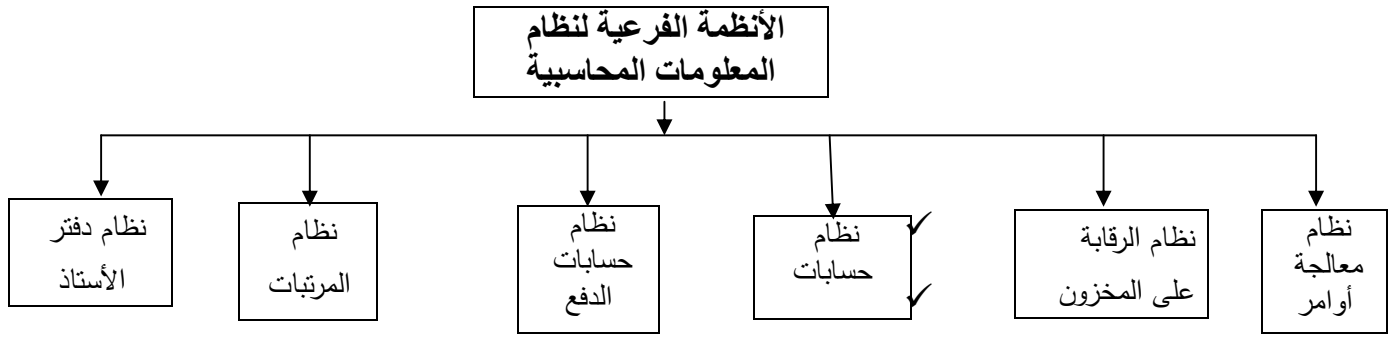 الأنظمة الفرعية لنظام
المعلومات المحاسبية
نظام
معالجة
أوامر
نظام الرقابة
على المخزون
✓ نظام
✓ حسابات
نظام
حسابات
الدفع
نظام
المرتبات
نظام دفتر
الأستاذ